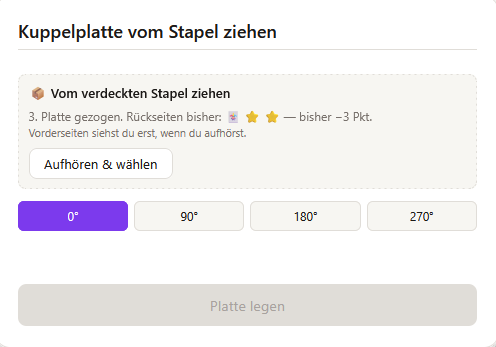 Kuppelplatte vom Stapel ziehen
📦 Vom verdeckten Stapel ziehen
3. Platte gezogen. Rückseiten bisher: 🃏 ⭐ ⭐ — bisher −3 Pkt.
Vorderseiten siehst du erst, wenn du aufhörst.
Aufhören & wählen
0° 90° 180° 270°
Platte legen